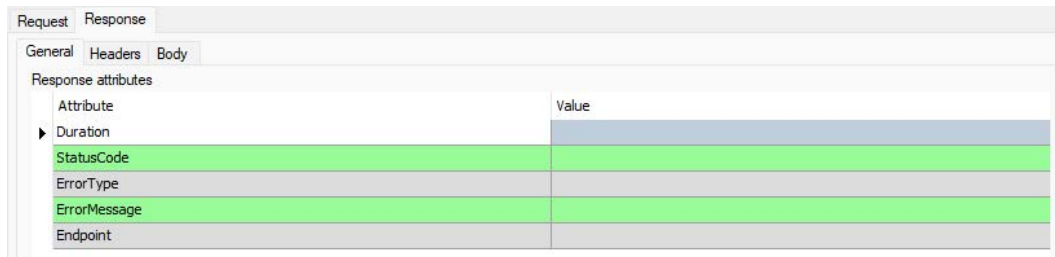 Request Response
General Headers Body
Response attributes
Attribute Value
Duration
StatusCode
ErrorType
ErrorMessage
Endpoint